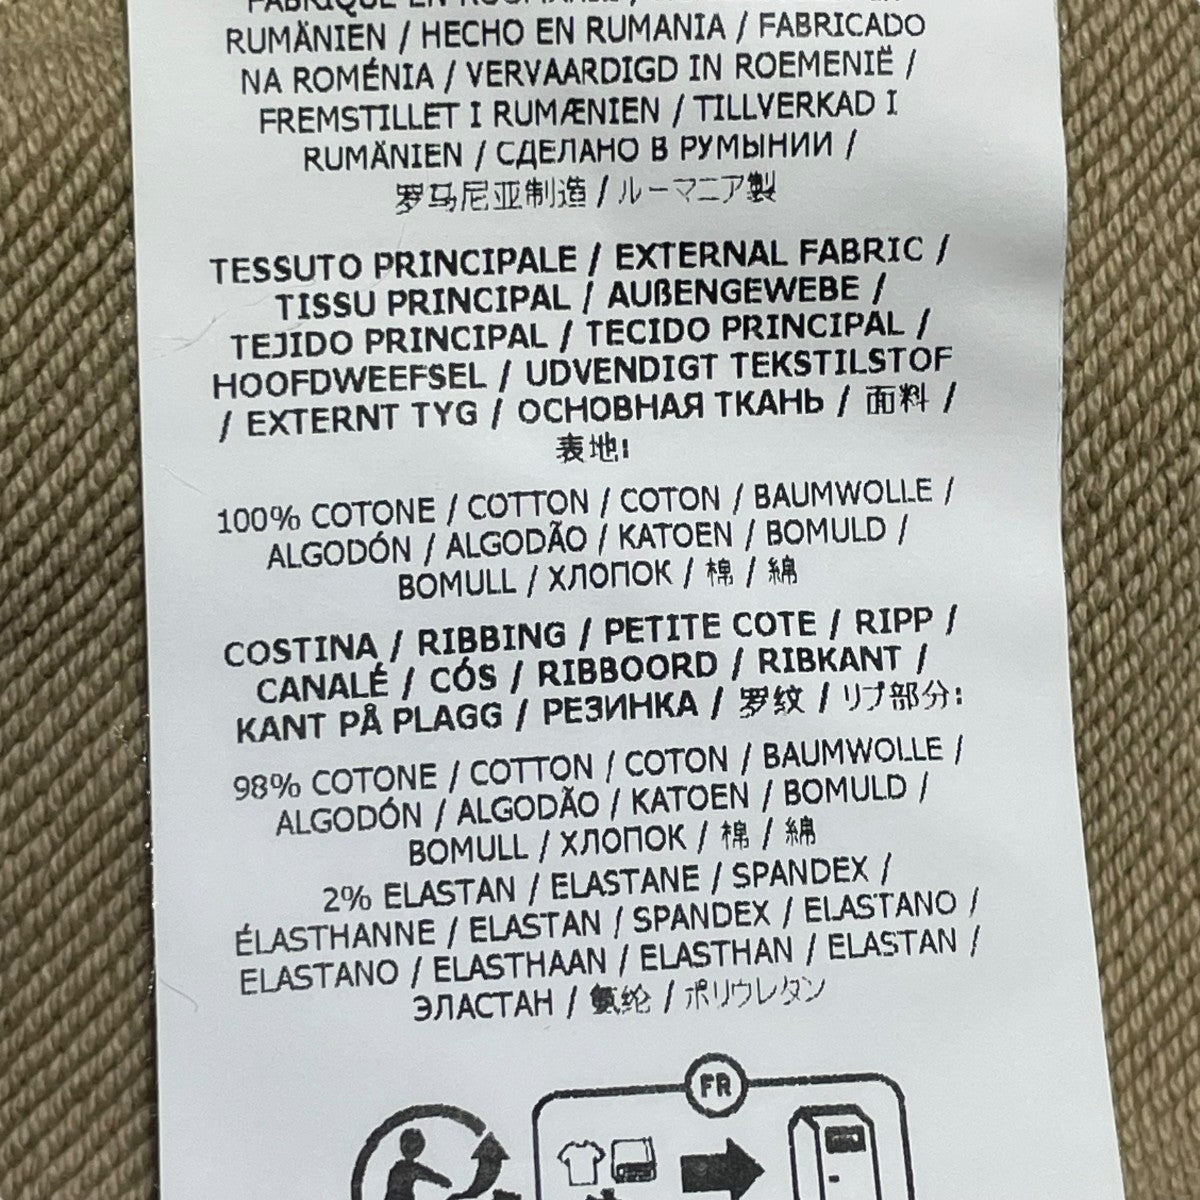 FABRIQUÉ EN ROUMANIE /
RUMÄNIEN / HECHO EN RUMANIA / FABRICADO
NA ROMÉNIA / VERVAARDIGD IN ROEMENIË /
FREMSTILLET I RUMÆNIEN / TILLVERKAD I
RUMÄNIEN / СДЕЛАНО В РУМЫНИИ /
罗马尼亚制造 / ルーマニア製
TESSUTO PRINCIPALE / EXTERNAL FABRIC /
TISSU PRINCIPAL / AUßENGEWEBE /
TEJIDO PRINCIPAL / TECIDO PRINCIPAL /
HOOFDWEEFSEL / UDVENDIGT TEKSTILSTOF
/ EXTERNT TYG / ОСНОВНАЯ ТКАНЬ / 面料 /
表地:
100% COTONE / COTTON / COTON / BAUMWOLLE /
ALGODÓN / ALGODÃO / KATOEN / BOMULD /
BOMULL / ХЛОПОК / 棉 / 綿
COSTINA / RIBBING / PETITE COTE / RIPP /
CANALÉ / CÓS / RIBBOORD / RIBKANT /
KANT PÅ PLAGG / РЕЗИНКА / 罗纹 / リブ部分:
98% COTONE / COTTON / COTON / BAUMWOLLE /
ALGODÓN / ALGODÃO / KATOEN / BOMULD /
BOMULL / ХЛОПОК / 棉 / 綿
2% ELASTAN / ELASTANE / SPANDEX /
ÉLASTHANNE / ELASTAN / SPANDEX / ELASTANO /
ELASTANO / ELASTHAAN / ELASTHAN / ELASTAN /
ЭЛАСТАН / 氨纶 / ポリウレタン
FR